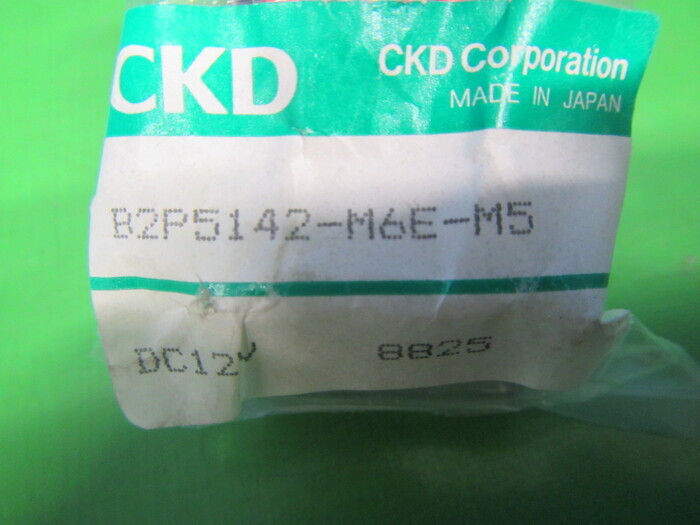 CKD
CKD Corporation
MADE IN JAPAN
B2P5142-M6E-M5
DC12V
8825